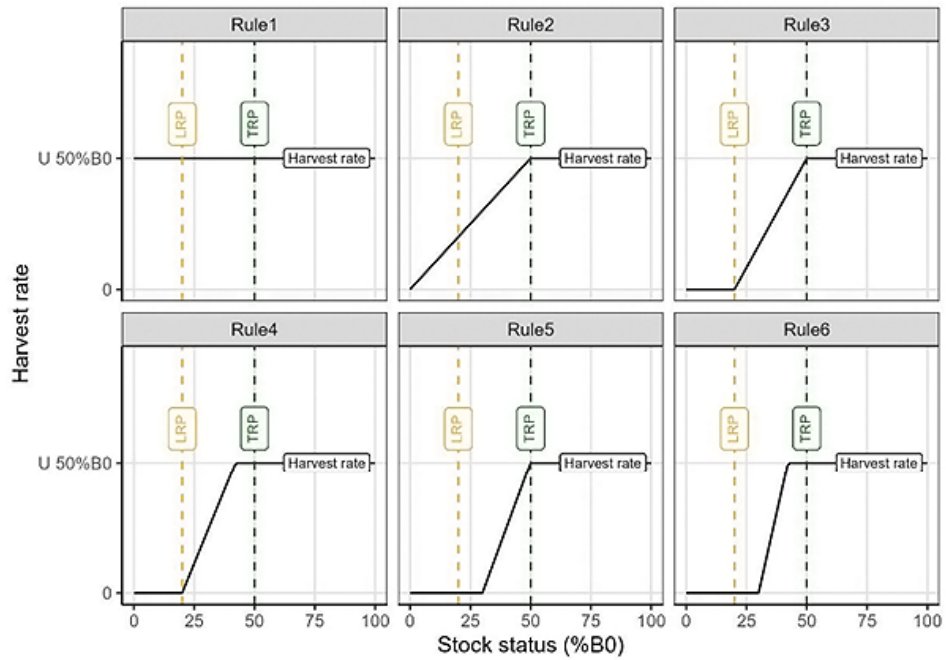 Rule1
Rule2
Rule3
LRP
TRP
LRP
TRP
LRP
TRP
U 50%B0
Harvest rate
Harvest rate
Harvest rate
0
Harvest rate
Rule4
Rule5
Rule6
LRP
TRP
LRP
TRP
LRP
TRP
U 50%B0
Harvest rate
Harvest rate
Harvest rate
0
0 25 50 75 100
0 25 50 75 100
0 25 50 75 100
Stock status (%B0)